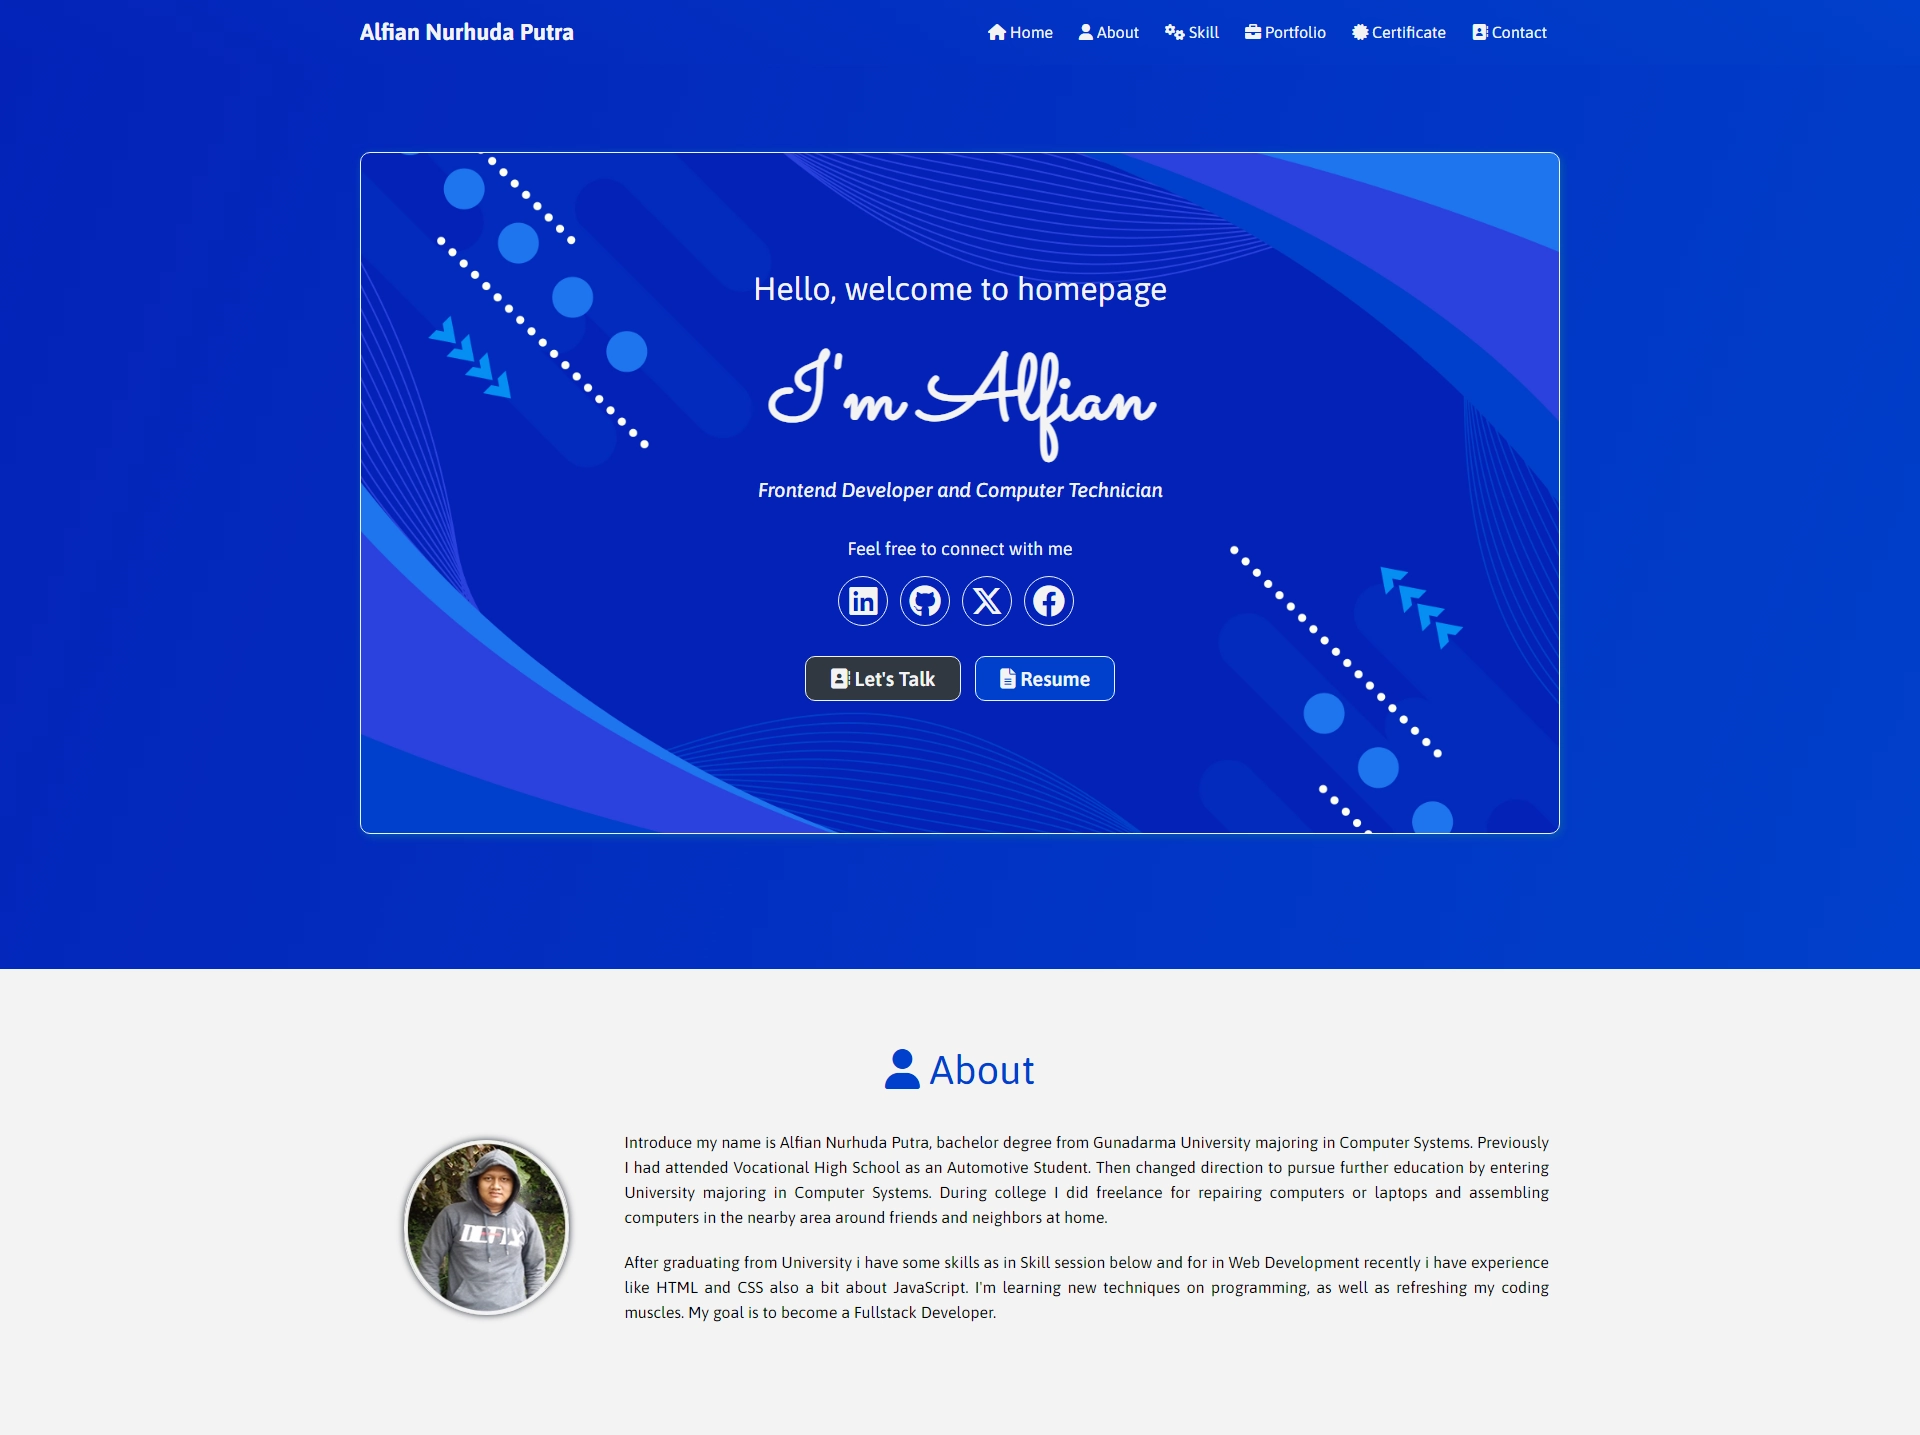 Alfian Nurhuda Putra
Home About Skill Portfolio Certificate Contact
Hello, welcome to homepage
I'm Alfian
Frontend Developer and Computer Technician
Feel free to connect with me
Let's Talk Resume
About
Introduce my name is Alfian Nurhuda Putra, bachelor degree from Gunadarma University majoring in Computer Systems. Previously
I had attended Vocational High School as an Automotive Student. Then changed direction to pursue further education by entering
University majoring in Computer Systems. During college I did freelance for repairing computers or laptops and assembling
computers in the nearby area around friends and neighbors at home.
After graduating from University i have some skills as in Skill session below and for in Web Development recently i have experience
like HTML and CSS also a bit about JavaScript. I'm learning new techniques on programming, as well as refreshing my coding
muscles. My goal is to become a Fullstack Developer.